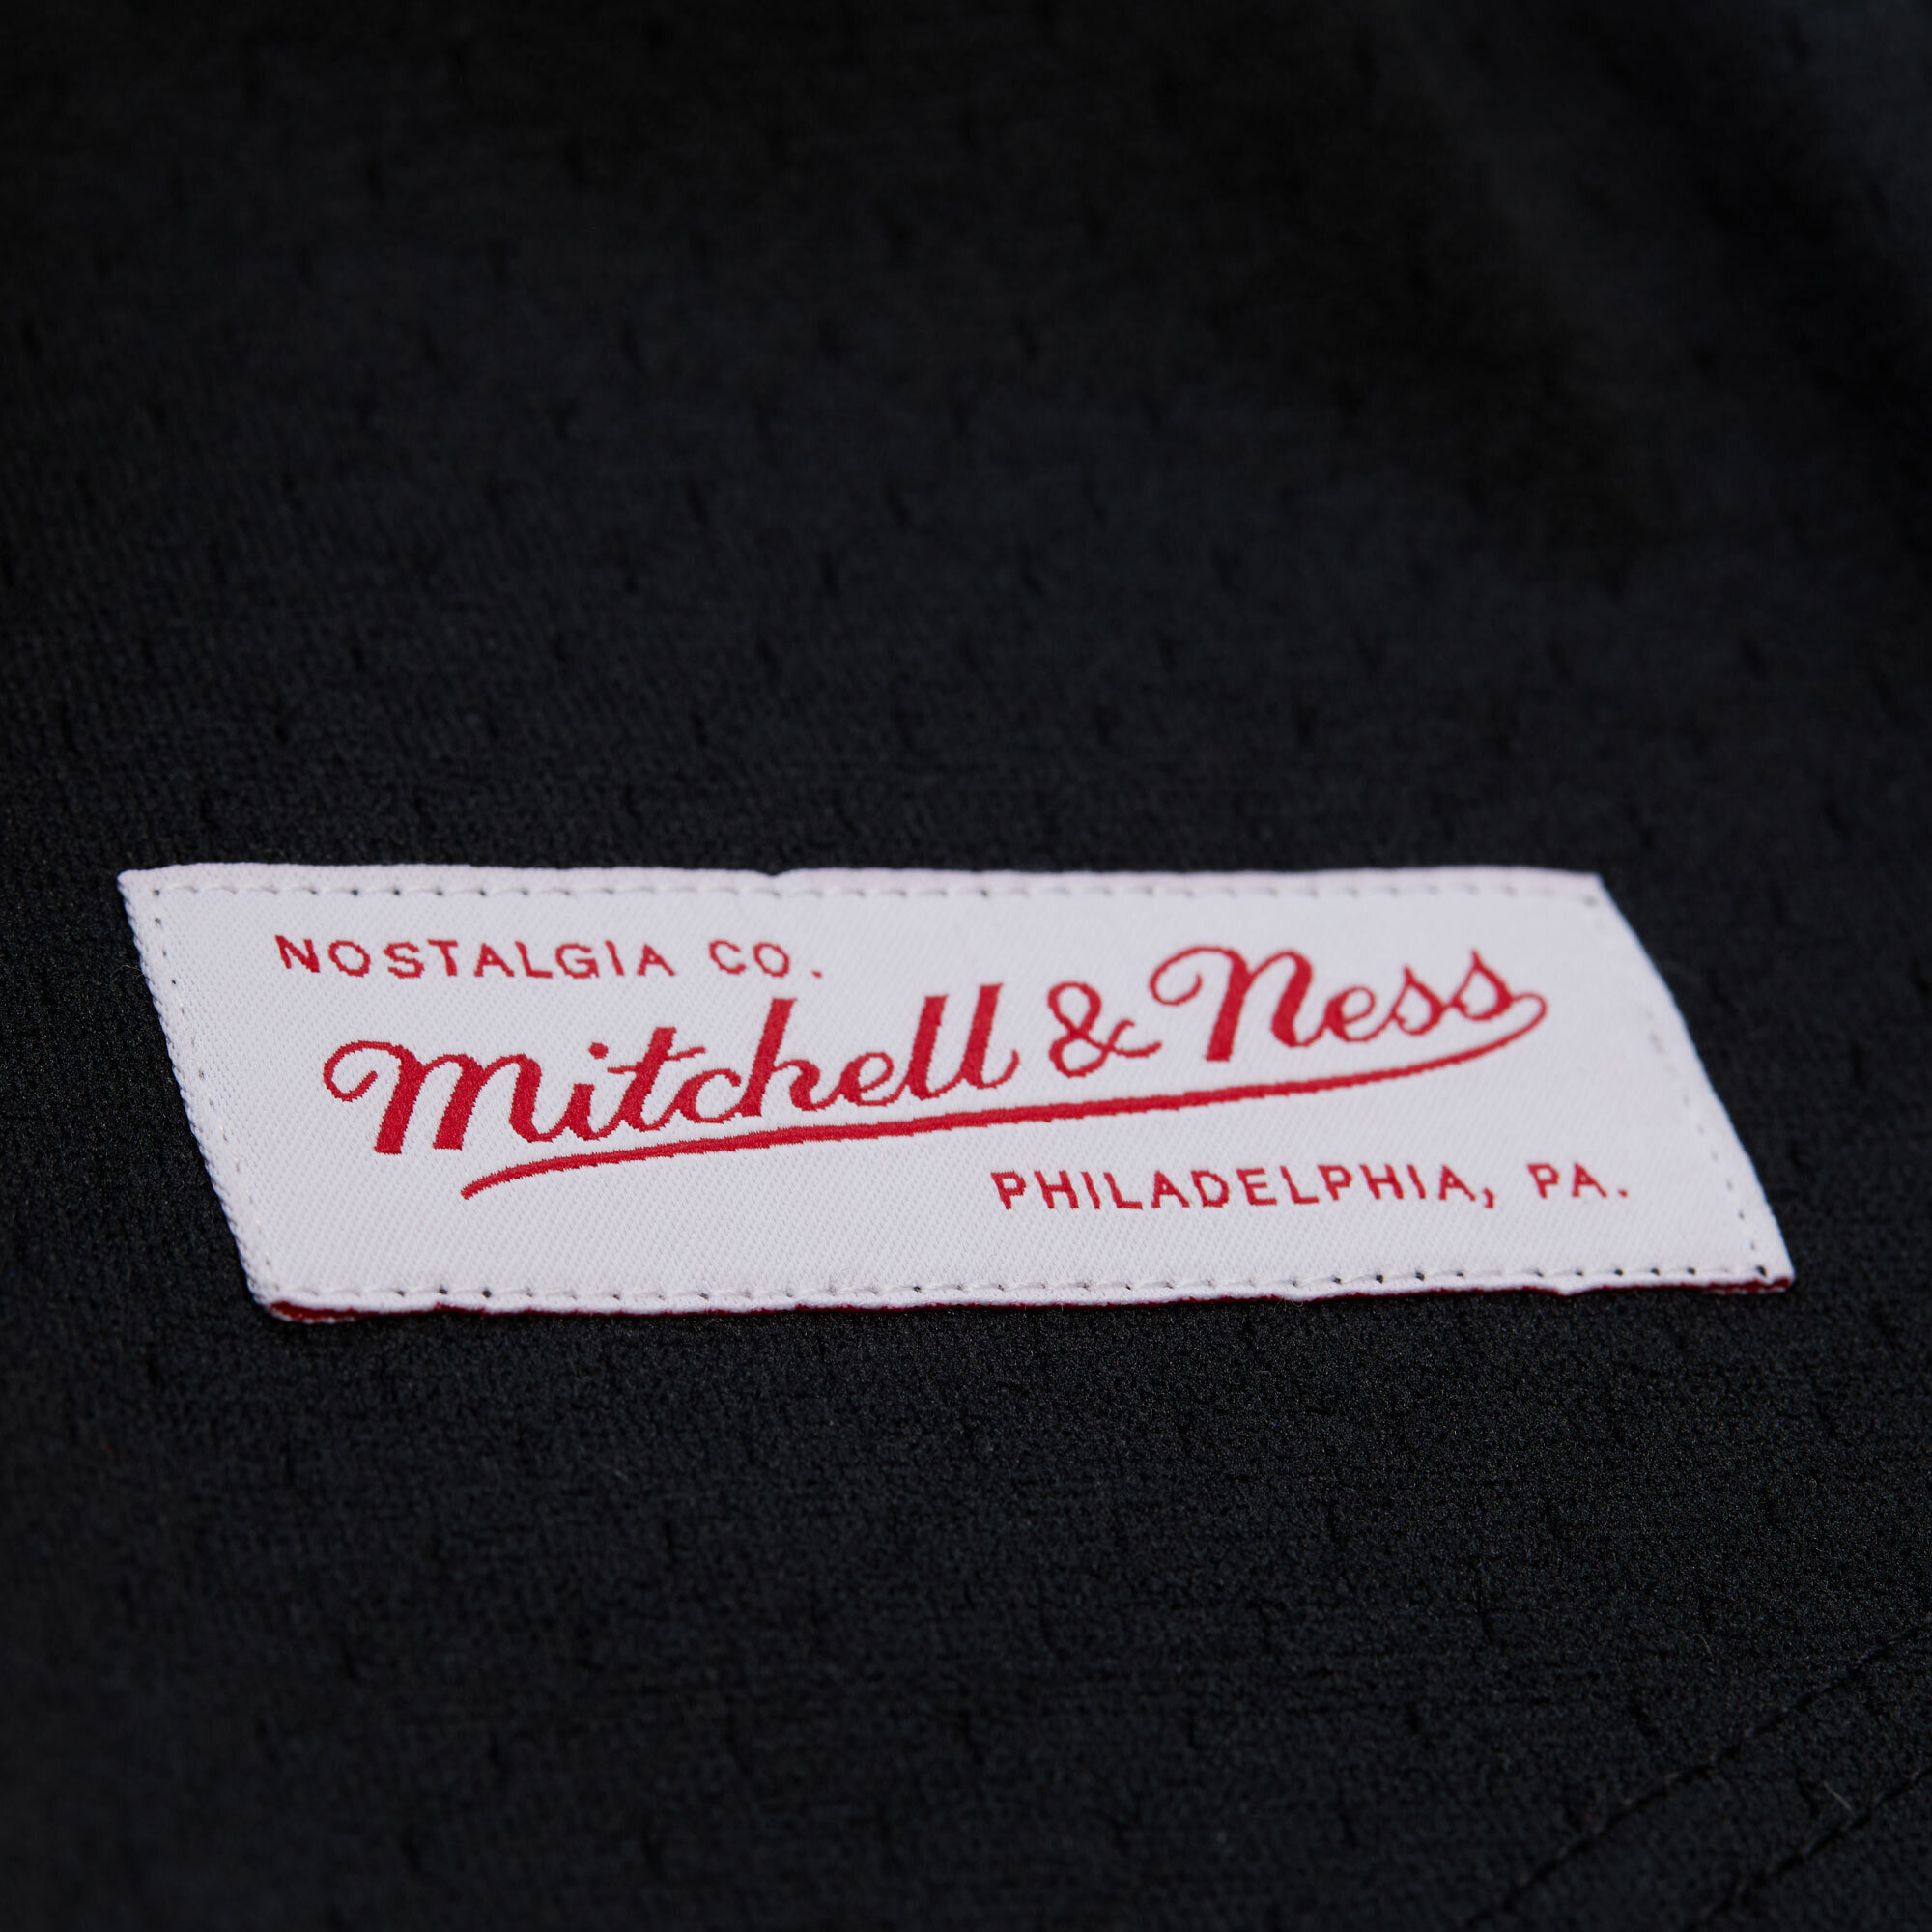 NOSTALGIA CO.
Mitchell & Ness
PHILADELPHIA, PA.